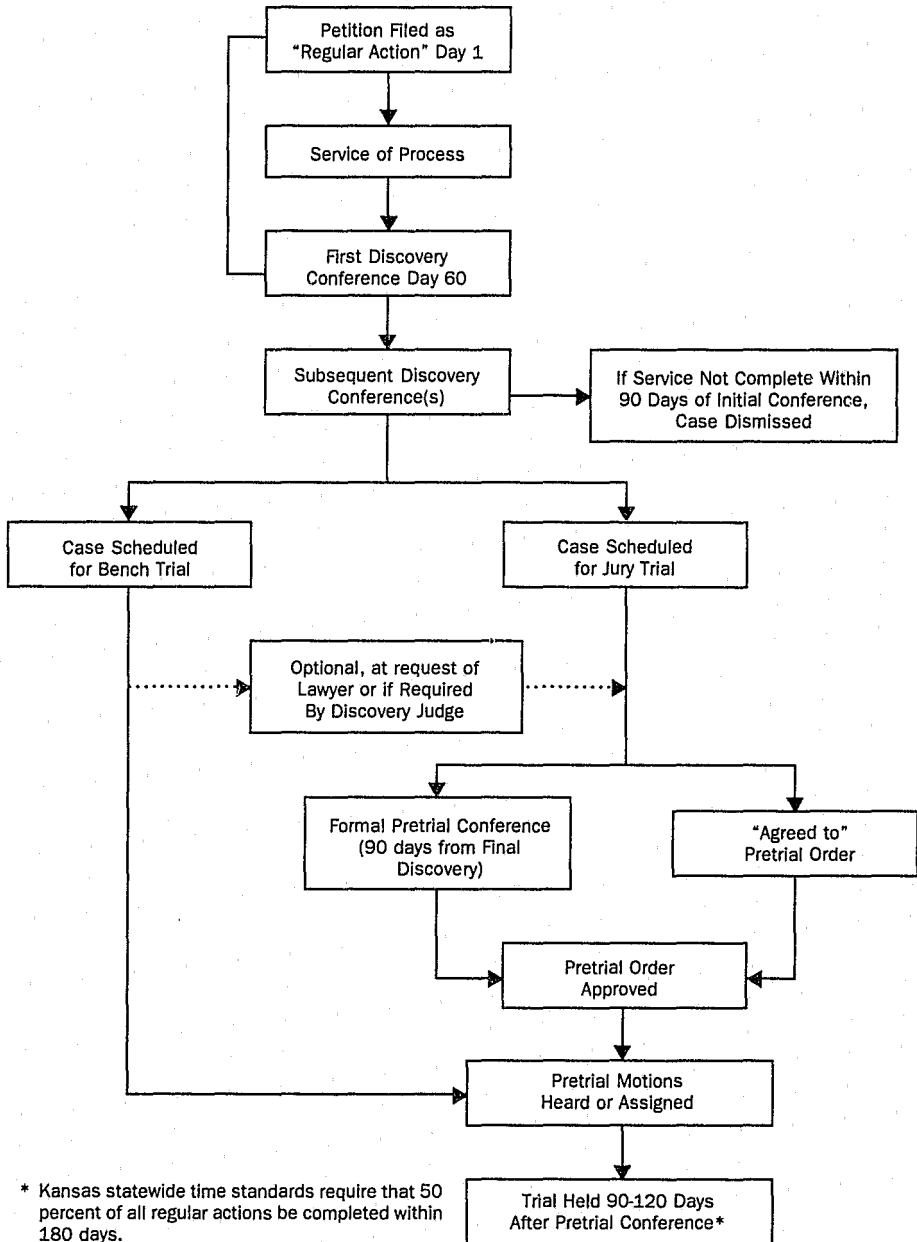 Petition Filed as
"Regular Action" Day 1
Service of Process
First Discovery
Conference Day 60
Subsequent Discovery
Conference(s)
If Service Not Complete Within
90 Days of Initial Conference,
Case Dismissed
Case Scheduled
for Bench Trial
Case Scheduled
for Jury Trial
Optional, at request of
Lawyer or if Required
By Discovery Judge
Formal Pretrial Conference
(90 days from Final
Discovery)
"Agreed to"
Pretrial Order
Pretrial Order
Approved
Pretrial Motions
Heard or Assigned
Trial Held 90-120 Days
After Pretrial Conference*
* Kansas statewide time standards require that 50
percent of all regular actions be completed within
180 days.